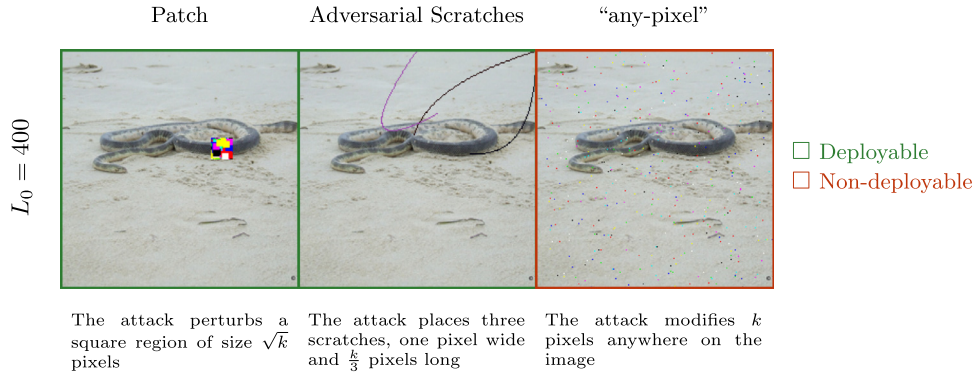 Patch
Adversarial Scratches
“any-pixel”
L₀ = 400
Deployable
Non-deployable
The attack perturbs a
square region of size √k
pixels
The attack places three
scratches, one pixel wide
and k/3 pixels long
The attack modifies k
pixels anywhere on the
image